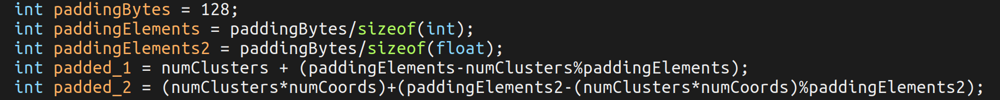 int paddingBytes = 128;
int paddingElements = paddingBytes/sizeof(int);
int paddingElements2 = paddingBytes/sizeof(float);
int padded_1 = numClusters + (paddingElements-numClusters%paddingElements);
int padded_2 = (numClusters*numCoords)+(paddingElements2-(numClusters*numCoords)%paddingElements2);